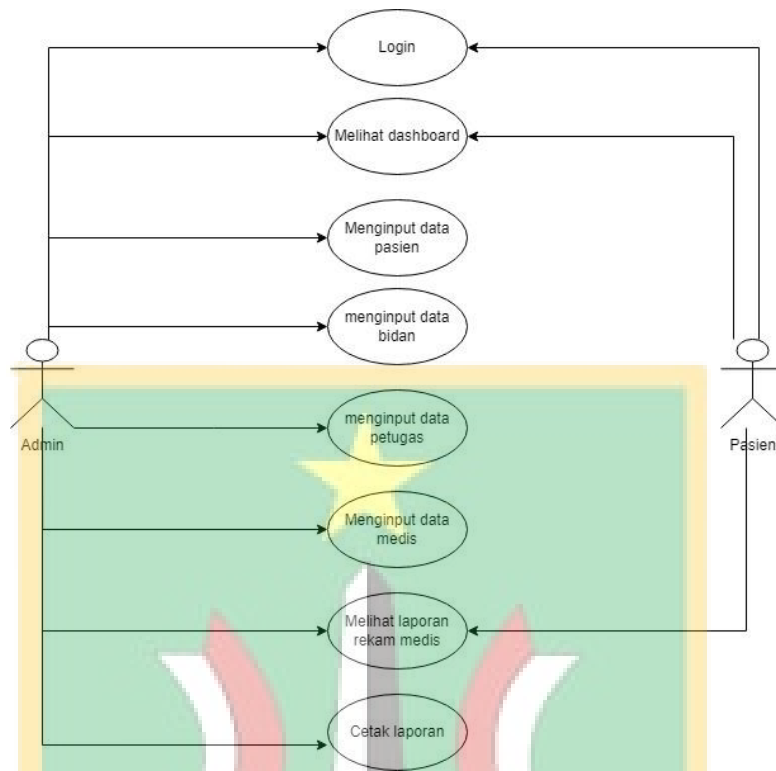 Login
Melihat dashboard
Menginput data
pasien
menginput data
bidan
menginput data
petugas
Admin
Pasien
Menginput data
medis
Melihat laporan
rekam medis
Cetak laporan